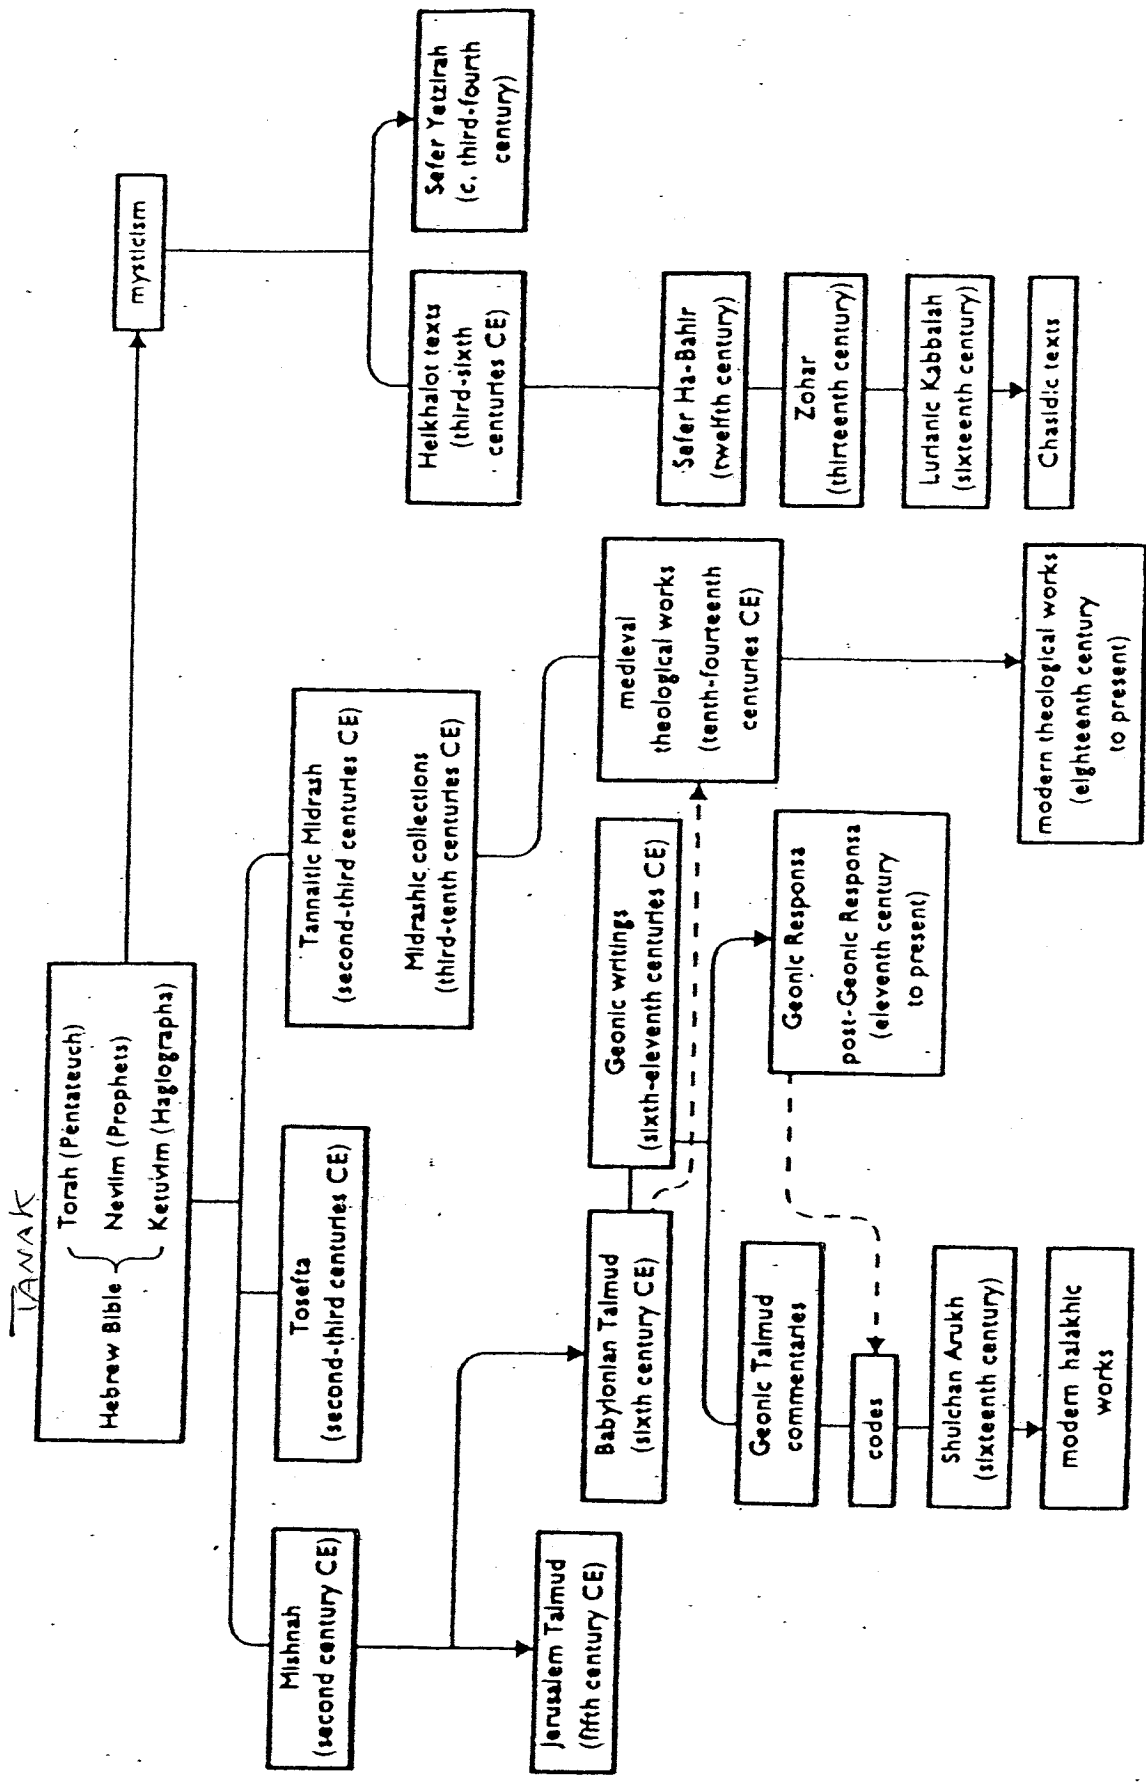 TANAK
Hebrew Bible
Torah (Pentateuch)
Neviim (Prophets)
Ketuvim (Hagiographa)
mysticism
Mishnah
(second century CE)
Tosefta
(second-third centuries CE)
Tannaitic Midrash
(second-third centuries CE)
Midrashic collections
(third-tenth centuries CE)
Heikhalot texts
(third-sixth
centuries CE)
Sefer Yetzirah
(c, third-fourth
century)
Jerusalem Talmud
(fifth century CE)
Babylonian Talmud
(sixth century CE)
Geonic writings
(sixth-eleventh centuries CE)
medieval
theological works
(tenth-fourteenth
centuries CE)
Sefer Ha-Bahir
(twelfth century)
Geonic Talmud
commentaries
Geonic Responsa
post-Geonic Responsa
(eleventh century
to present)
Zohar
(thirteenth century)
codes
Lurianic Kabbalah
(sixteenth century)
Shulchan Arukh
(sixteenth century)
modern halakhic
works
modern theological works
(eighteenth century
to present)
Chasidic texts